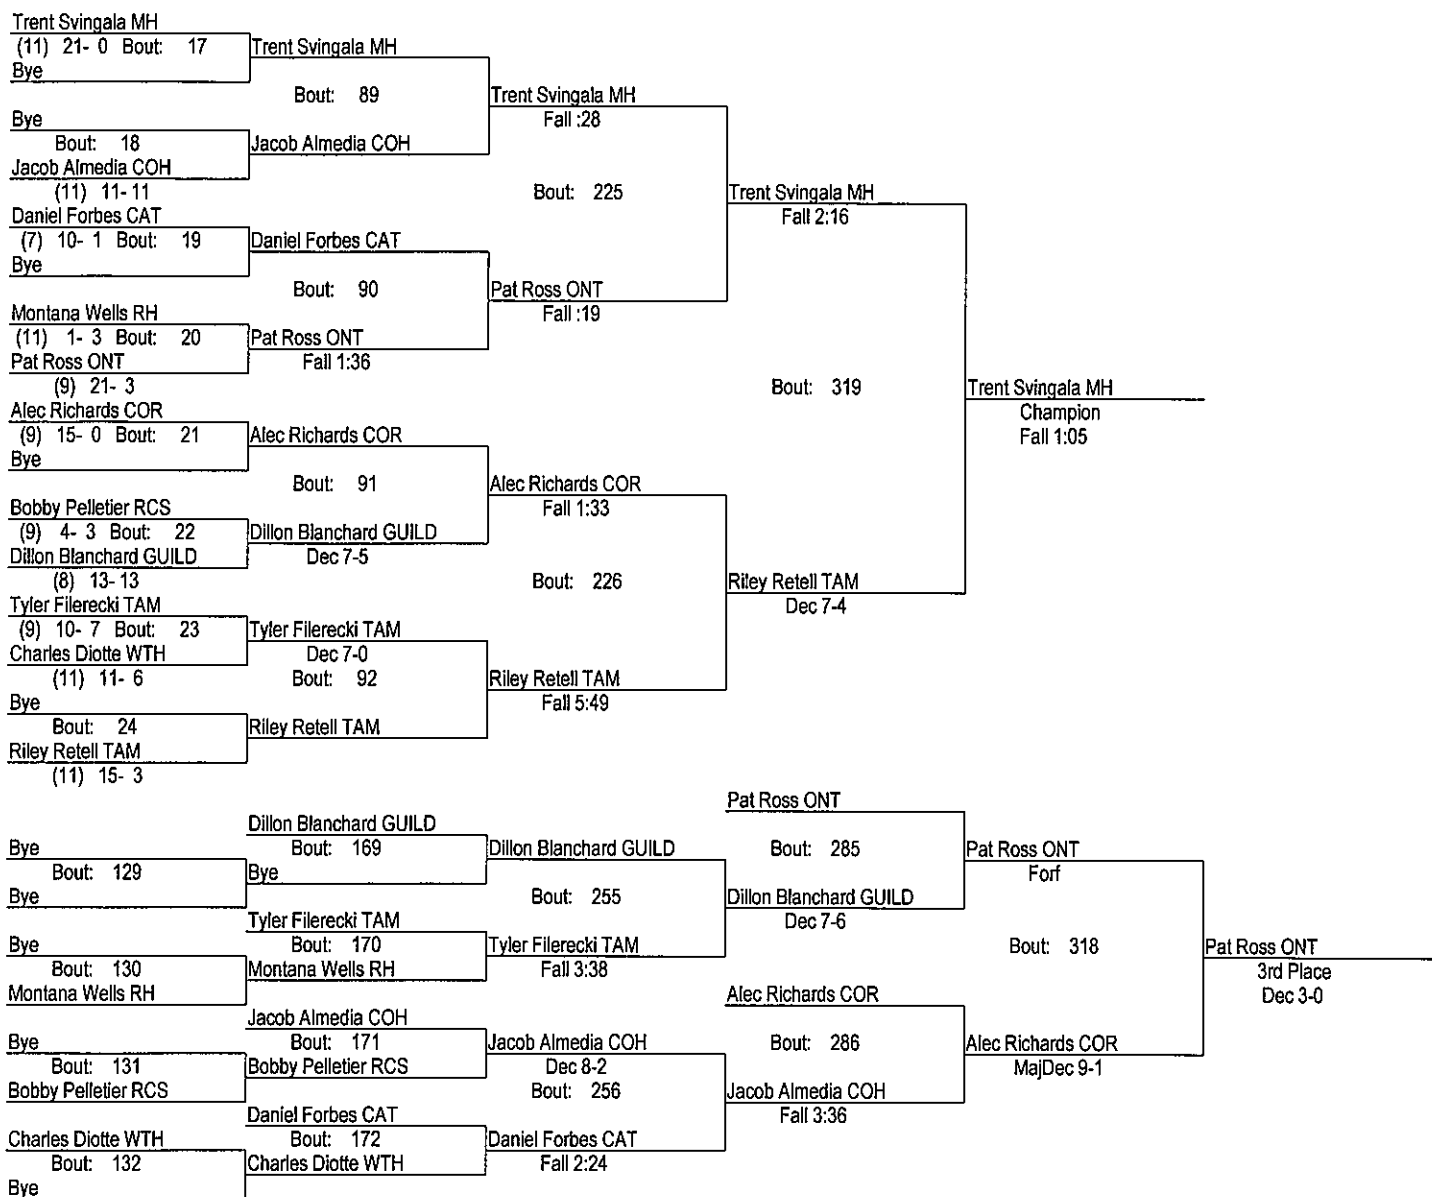 Trent Svingala MH
(11) 21- 0 Bout: 17
Bye
Trent Svingala MH
Bout: 89
Trent Svingala MH
Fall :28
Bye
Bout: 18
Jacob Almedia COH
Jacob Almedia COH
(11) 11- 11
Bout: 225
Trent Svingala MH
Fall 2:16
Daniel Forbes CAT
(7) 10- 1 Bout: 19
Bye
Daniel Forbes CAT
Bout: 90
Pat Ross ONT
Fall :19
Montana Wells RH
(11) 1- 3 Bout: 20
Pat Ross ONT
(9) 21- 3
Pat Ross ONT
Fall 1:36
Bout: 319
Trent Svingala MH
Champion
Fall 1:05
Alec Richards COR
(9) 15- 0 Bout: 21
Bye
Alec Richards COR
Bout: 91
Alec Richards COR
Fall 1:33
Bobby Pelletier RCS
(9) 4- 3 Bout: 22
Dillon Blanchard GUILD
(8) 13- 13
Dillon Blanchard GUILD
Dec 7-5
Bout: 226
Riley Retell TAM
Dec 7-4
Tyler Filerecki TAM
(9) 10- 7 Bout: 23
Charles Diotte WTH
(11) 11- 6
Tyler Filerecki TAM
Dec 7-0
Bout: 92
Riley Retell TAM
Fall 5:49
Bye
Bout: 24
Riley Retell TAM
(11) 15- 3
Riley Retell TAM
Pat Ross ONT
Dillon Blanchard GUILD
Bout: 169
Bye
Dillon Blanchard GUILD
Bout: 285
Pat Ross ONT
Forf
Bye
Bout: 129
Bye
Bout: 255
Dillon Blanchard GUILD
Dec 7-6
Tyler Filerecki TAM
Bout: 170
Montana Wells RH
Tyler Filerecki TAM
Fall 3:38
Bye
Bout: 130
Montana Wells RH
Bout: 318
Pat Ross ONT
3rd Place
Dec 3-0
Alec Richards COR
Jacob Almedia COH
Bout: 171
Bobby Pelletier RCS
Jacob Almedia COH
Dec 8-2
Bout: 256
Bout: 286
Alec Richards COR
MajDec 9-1
Bye
Bout: 131
Bobby Pelletier RCS
Jacob Almedia COH
Fall 3:36
Daniel Forbes CAT
Bout: 172
Charles Diotte WTH
Daniel Forbes CAT
Fall 2:24
Charles Diotte WTH
Bout: 132
Bye